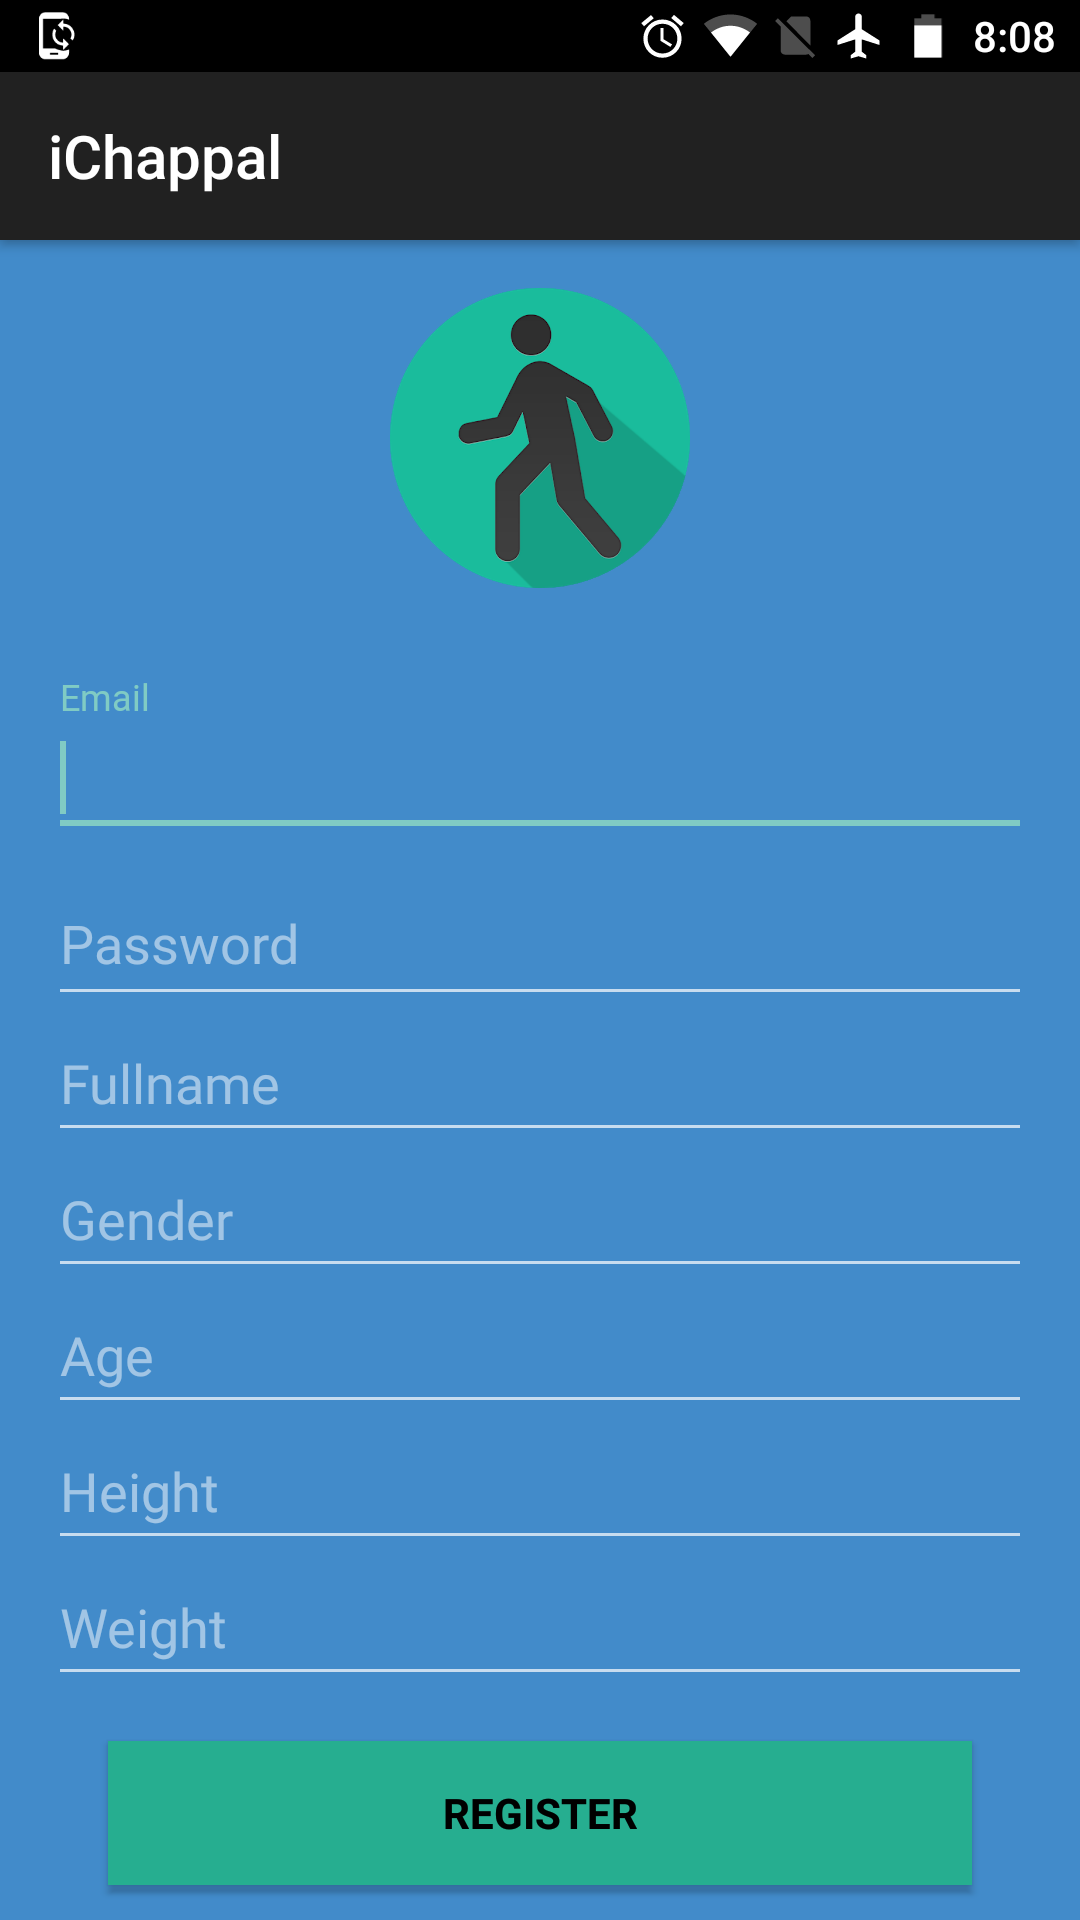 8:08
iChappal
Email
Password
Fullname
Gender
Age
Height
Weight
REGISTER